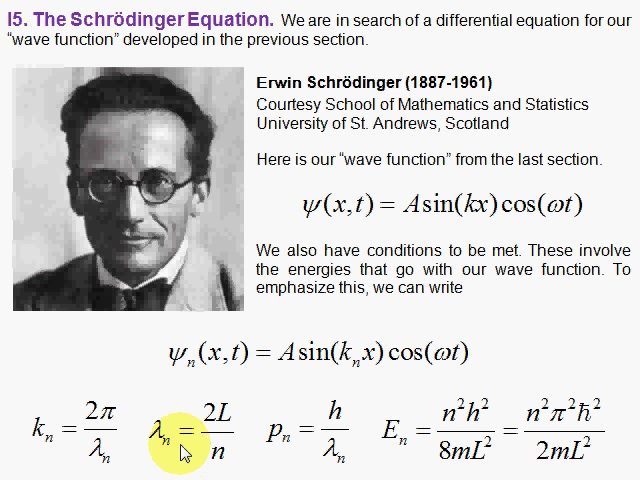 I5. The Schrödinger Equation. We are in search of a differential equation for our
“wave function” developed in the previous section.
Erwin Schrödinger (1887-1961)
Courtesy School of Mathematics and Statistics
University of St. Andrews, Scotland
Here is our “wave function” from the last section.
ψ(x,t) = A sin(kx) cos(ωt)
We also have conditions to be met. These involve
the energies that go with our wave function. To
emphasize this, we can write
ψₙ(x,t) = A sin(kₙx) cos(ωt)
kₙ = 2π/λₙ  λₙ = 2L/n  pₙ = h/λₙ  Eₙ = n²h²/8mL² = n²π²ħ²/2mL²